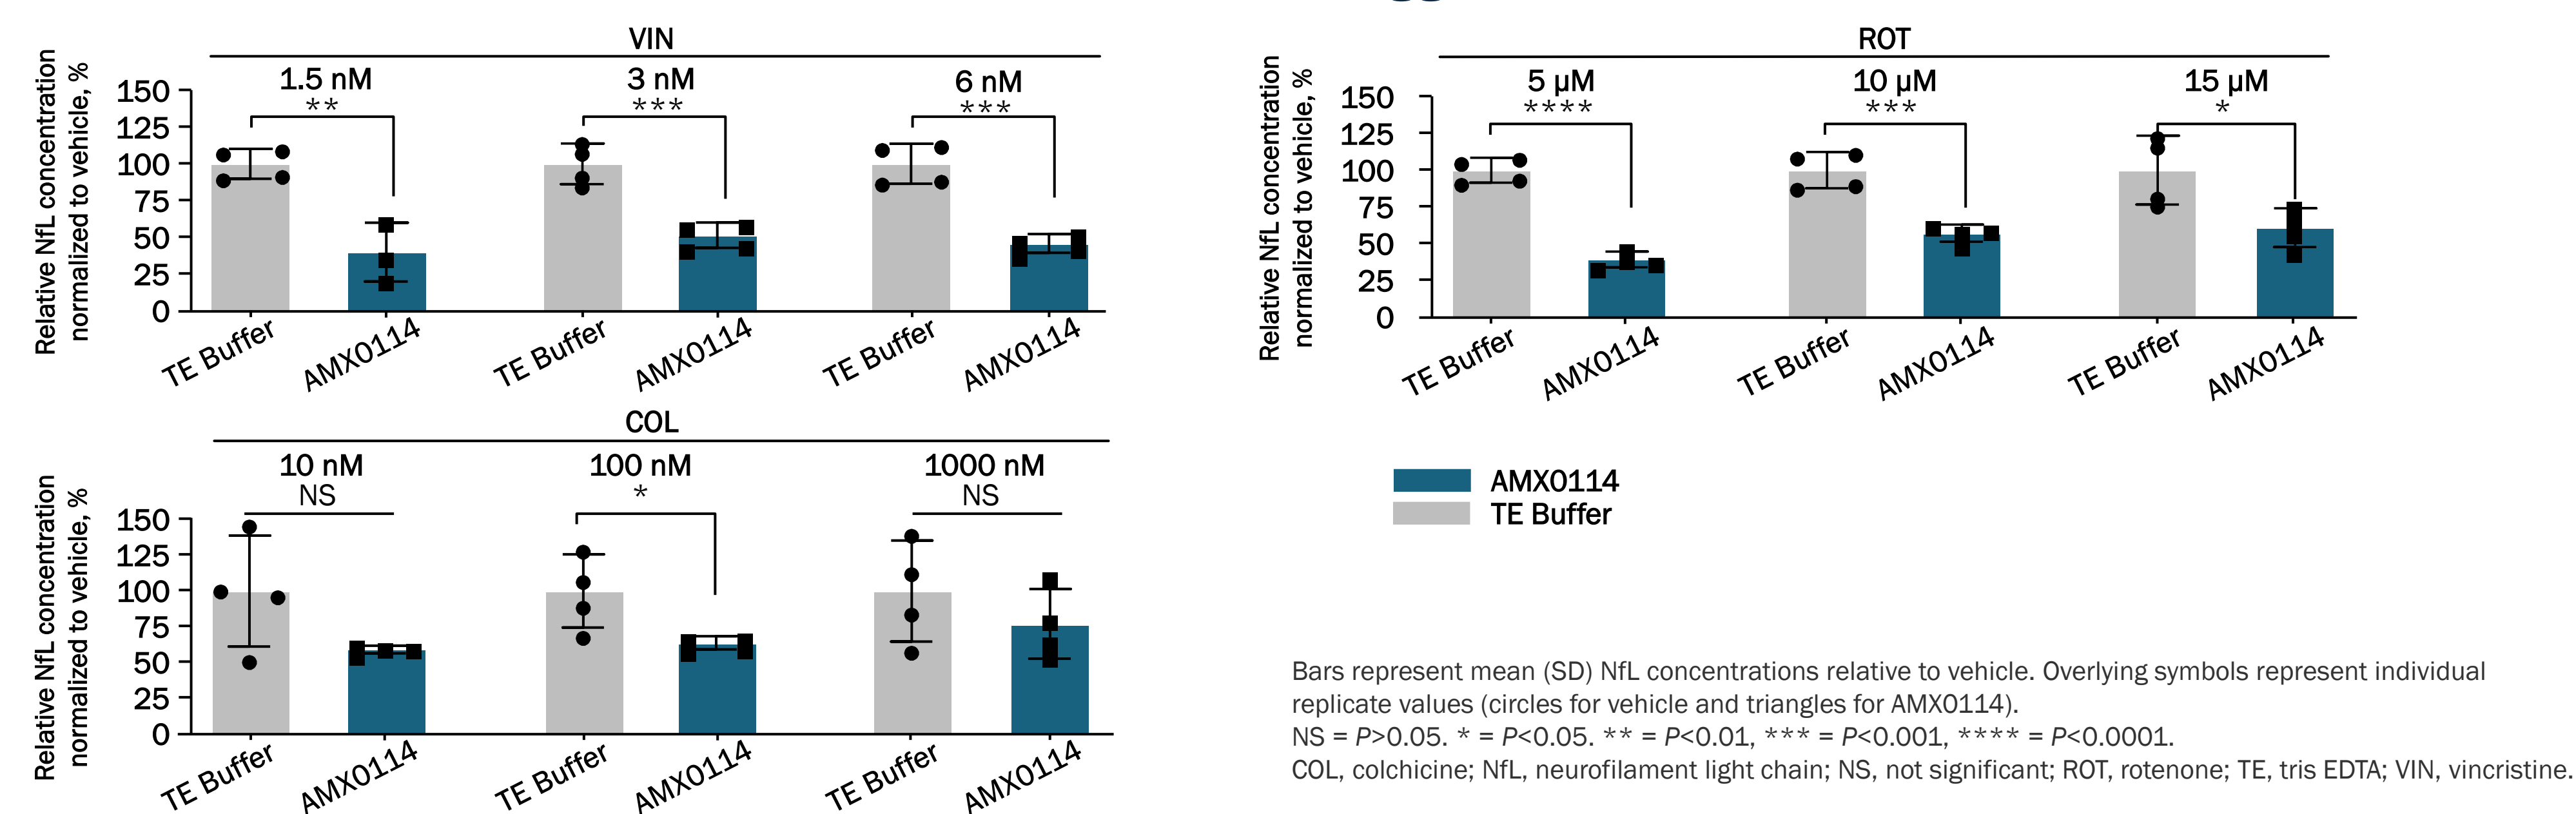 VIN
1.5 nM 3 nM 6 nM
** *** ***
Relative NfL concentration
normalized to vehicle, %
150
125
100
75
50
25
0
TE Buffer AMX0114 TE Buffer AMX0114 TE Buffer AMX0114
ROT
5 µM 10 µM 15 µM
**** *** *
Relative NfL concentration
normalized to vehicle, %
150
125
100
75
50
25
0
TE Buffer AMX0114 TE Buffer AMX0114 TE Buffer AMX0114
COL
10 nM 100 nM 1000 nM
NS * NS
Relative NfL concentration
normalized to vehicle, %
150
125
100
75
50
25
0
TE Buffer AMX0114 TE Buffer AMX0114 TE Buffer AMX0114
AMX0114
TE Buffer
Bars represent mean (SD) NfL concentrations relative to vehicle. Overlying symbols represent individual
replicate values (circles for vehicle and triangles for AMX0114).
NS = P>0.05. * = P<0.05. ** = P<0.01, *** = P<0.001, **** = P<0.0001.
COL, colchicine; NfL, neurofilament light chain; NS, not significant; ROT, rotenone; TE, tris EDTA; VIN, vincristine.